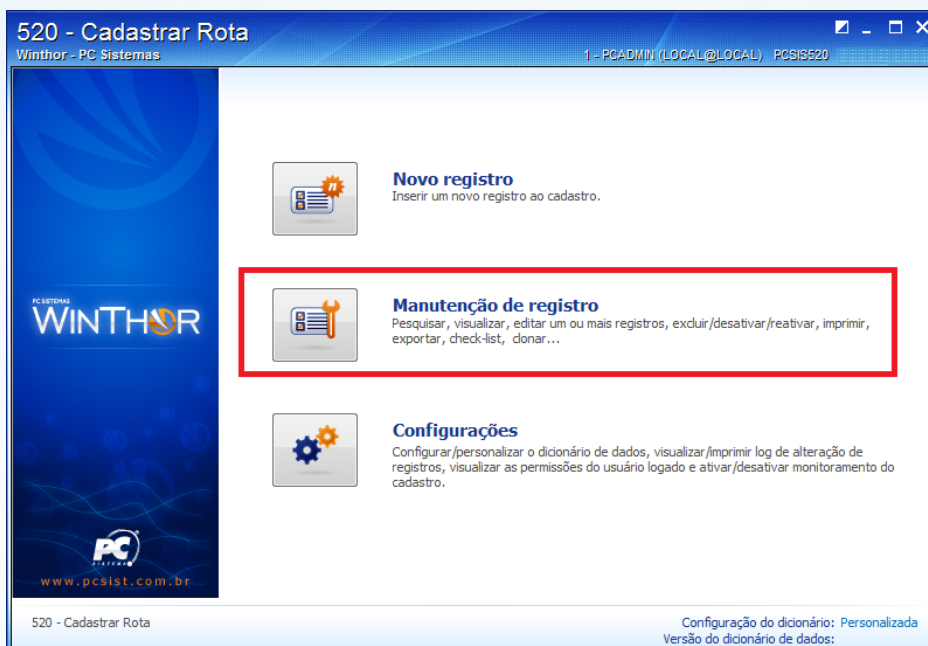 520 - Cadastrar Rota
Winthor - PC Sistemas
1 - PCADMIN (LOCAL@LOCAL) PCSIS520
Novo registro
Inserir um novo registro ao cadastro.
Manutenção de registro
Pesquisar, visualizar, editar um ou mais registros, excluir/desativar/reativar, imprimir,
exportar, check-list, clonar...
PC SISTEMAS
WINTHOR
Configurações
Configurar/personalizar o dicionário de dados, visualizar/imprimir log de alteração de
registros, visualizar as permissões do usuário logado e ativar/desativar monitoramento do
cadastro.
PC
SISTEMAS
www.pcsist.com.br
520 - Cadastrar Rota
Configuração do dicionário: Personalizada
Versão do dicionário de dados: